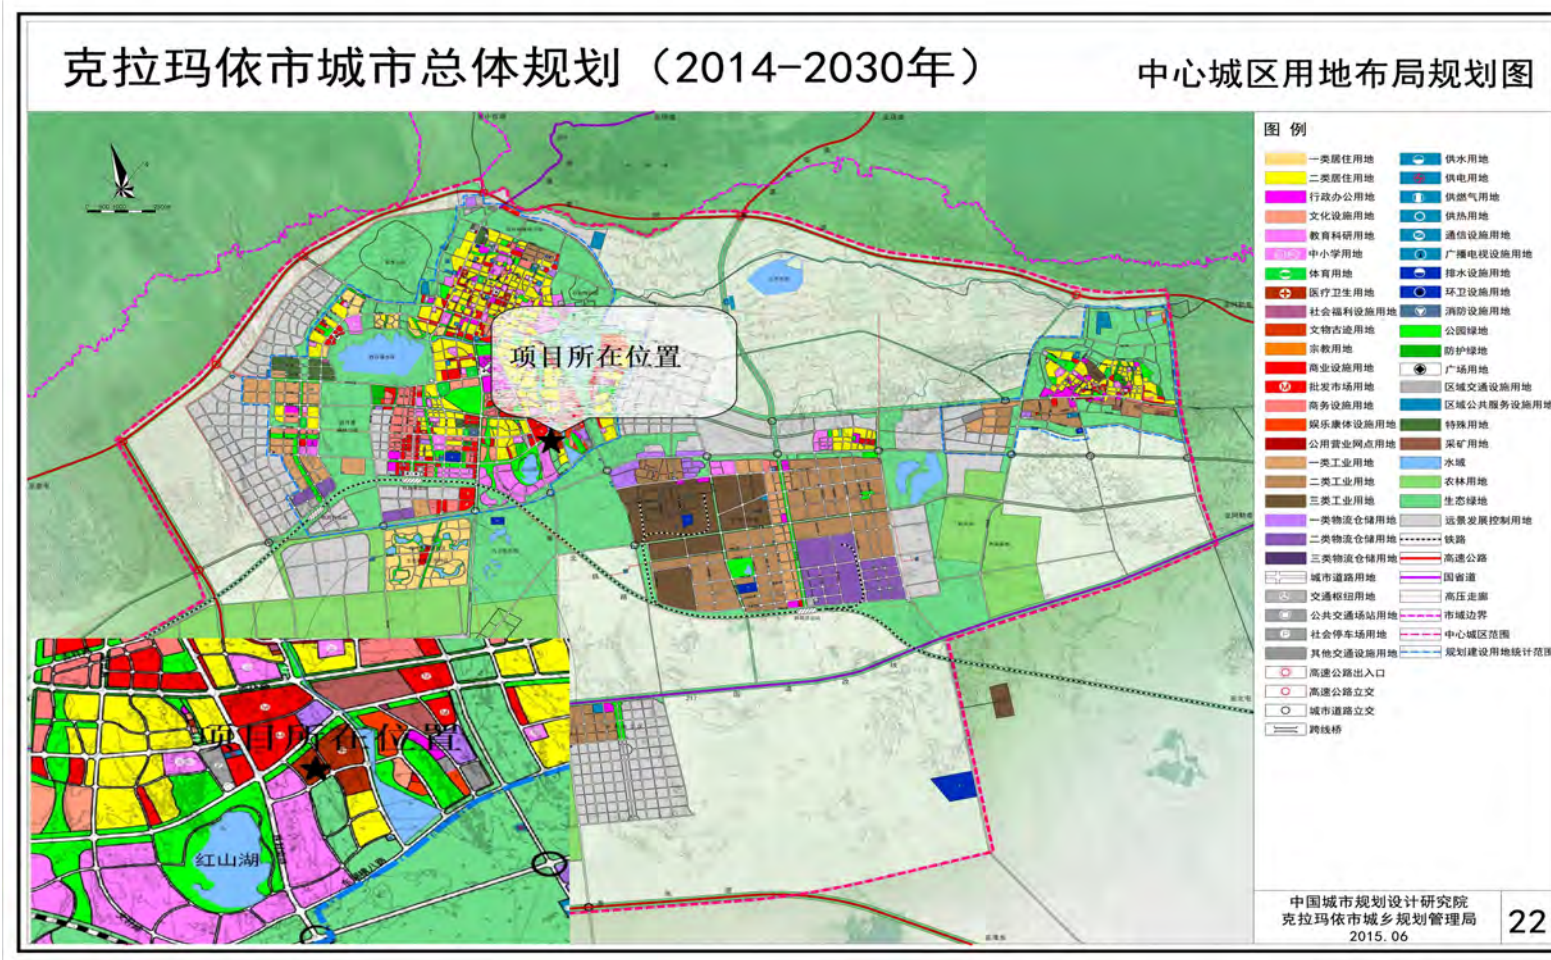 克拉玛依市城市总体规划（2014-2030年）
中心城区用地布局规划图
图 例
一类居住用地
二类居住用地
行政办公用地
文化设施用地
教育科研用地
中小学用地
体育用地
医疗卫生用地
社会福利设施用地
文物古迹用地
宗教用地
商业设施用地
批发市场用地
商务设施用地
娱乐康体设施用地
公用营业网点用地
一类工业用地
二类工业用地
三类工业用地
一类物流仓储用地
二类物流仓储用地
三类物流仓储用地
城市道路用地
交通枢纽用地
公共交通场站用地
社会停车场用地
其他交通设施用地
高速公路出入口
高速公路立交
城市道路立交
跨线桥
供水用地
供电用地
供燃气用地
供热用地
通信设施用地
广播电视设施用地
排水设施用地
环卫设施用地
消防设施用地
公园绿地
防护绿地
广场用地
区域交通设施用地
区域公共服务设施用地
特殊用地
采矿用地
水域
农林用地
生态绿地
远景发展控制用地
铁路
高速公路
国省道
高压走廊
市域边界
中心城区范围
规划建设用地统计范围
项目所在位置
项目所在位置
红山湖
中国城市规划设计研究院
克拉玛依市城乡规划管理局
2015.06
22